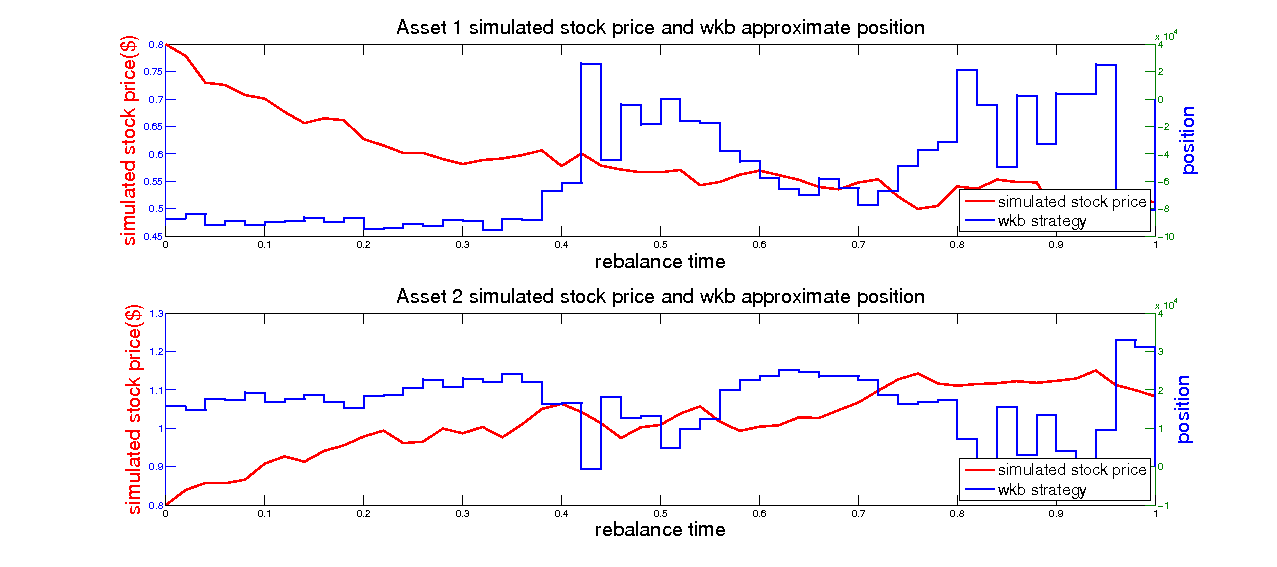 Asset 1 simulated stock price and wkb approximate position
x 10^4
simulated stock price($)
0.8
0.75
0.7
0.65
0.6
0.55
0.5
0.45
4
2
0
−2
−4
−6
−8
−10
position
simulated stock price
wkb strategy
0 0.1 0.2 0.3 0.4 0.5 0.6 0.7 0.8 0.9 1
rebalance time
Asset 2 simulated stock price and wkb approximate position
x 10^4
simulated stock price($)
1.3
1.2
1.1
1
0.9
0.8
4
3
2
1
0
−1
position
simulated stock price
wkb strategy
0 0.1 0.2 0.3 0.4 0.5 0.6 0.7 0.8 0.9 1
rebalance time